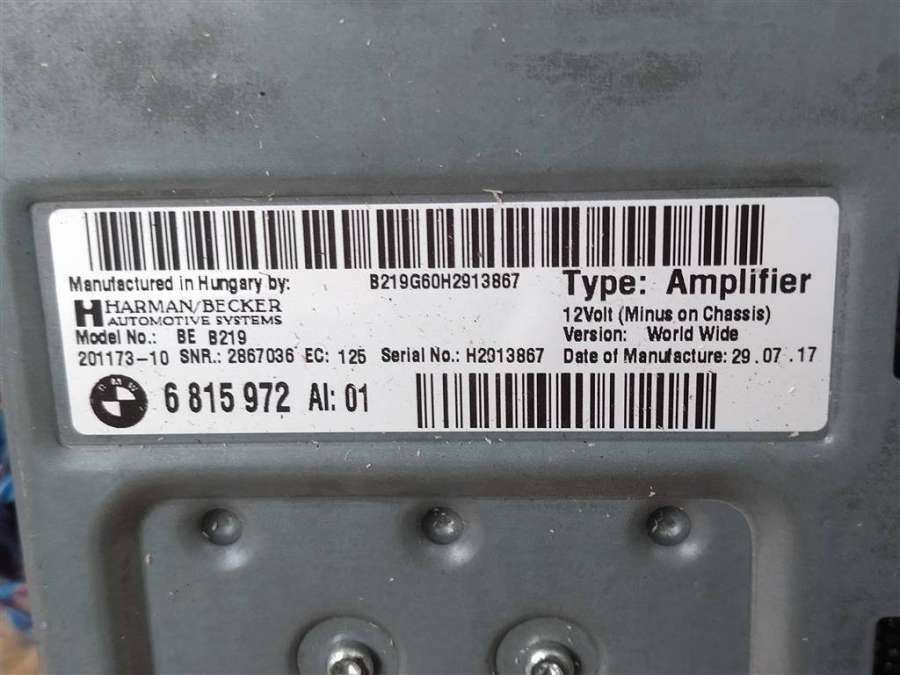 Manufactured in Hungary by:
B219G60H2913867
Type: Amplifier
HARMAN/BECKER
AUTOMOTIVE SYSTEMS
12Volt (Minus on Chassis)
Model No.: BE B219
Version: World Wide
201173-10 SNR.: 2867036 EC: 125 Serial No.: H2913867 Date of Manufacture: 29.07.17
BMW
6 815 972 AI: 01